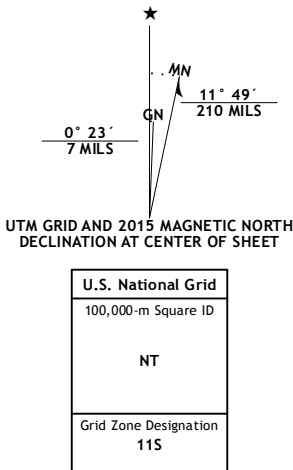 ★
MN
GN
0° 23´
7 MILS
11° 49´
210 MILS
UTM GRID AND 2015 MAGNETIC NORTH
DECLINATION AT CENTER OF SHEET
U.S. National Grid
100,000-m Square ID
NT
Grid Zone Designation
11S